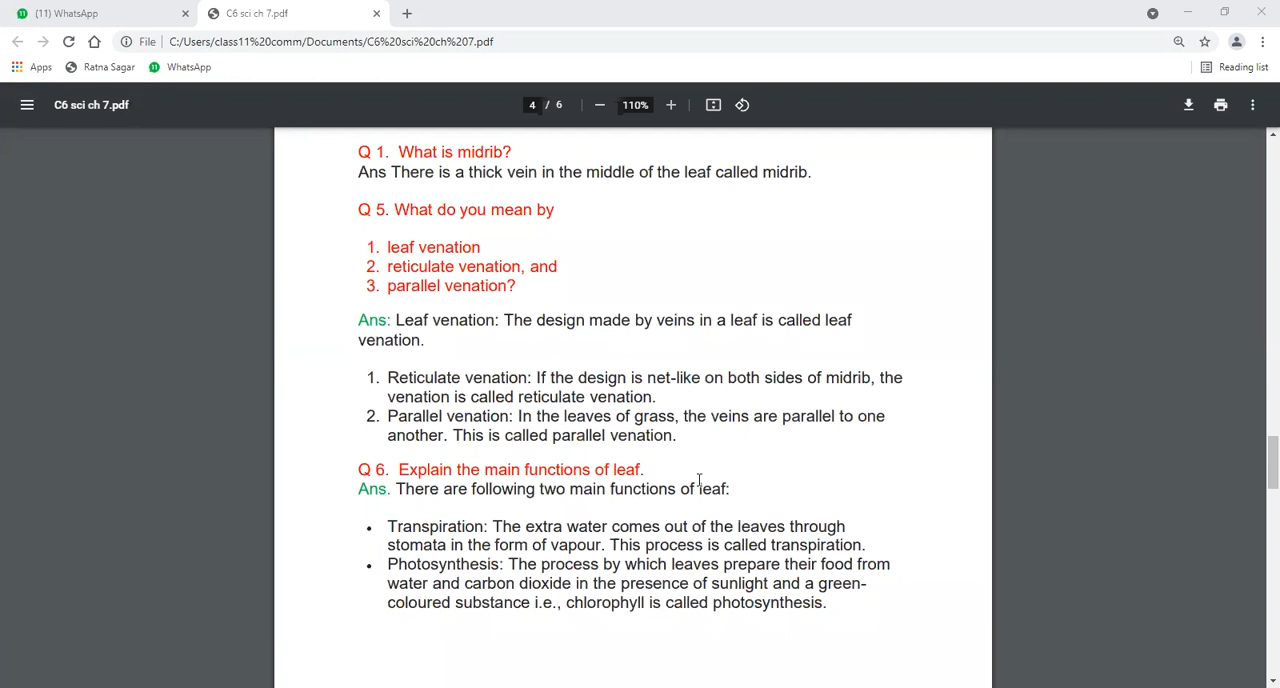 (11) WhatsApp
C6 sci ch 7.pdf
File C:/Users/class11%20comm/Documents/C6%20sci%20ch%207.pdf
Apps Ratna Sagar WhatsApp Reading list
C6 sci ch 7.pdf 4 / 6 110%
Q 1. What is midrib?
Ans There is a thick vein in the middle of the leaf called midrib.
Q 5. What do you mean by
1. leaf venation
2. reticulate venation, and
3. parallel venation?
Ans: Leaf venation: The design made by veins in a leaf is called leaf
venation.
1. Reticulate venation: If the design is net-like on both sides of midrib, the
venation is called reticulate venation.
2. Parallel venation: In the leaves of grass, the veins are parallel to one
another. This is called parallel venation.
Q 6. Explain the main functions of leaf.
Ans. There are following two main functions of leaf:
• Transpiration: The extra water comes out of the leaves through
stomata in the form of vapour. This process is called transpiration.
• Photosynthesis: The process by which leaves prepare their food from
water and carbon dioxide in the presence of sunlight and a green-
coloured substance i.e., chlorophyll is called photosynthesis.